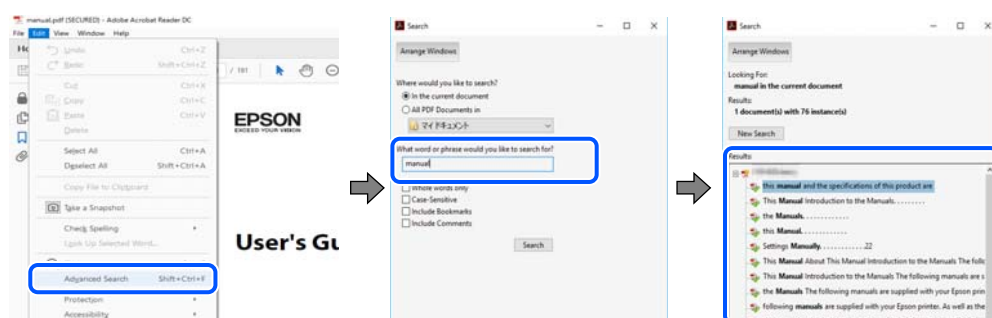 manual.pdf (SECURED) - Adobe Acrobat Reader DC
File Edit View Window Help
Undo Ctrl+Z
Redo Shift+Ctrl+Z
Cut Ctrl+X
Copy Ctrl+C
Paste Ctrl+V
Delete
Select All Ctrl+A
Deselect All Shift+Ctrl+A
Copy File to Clipboard
Take a Snapshot
Check Spelling
Look Up Selected Word...
Advanced Search Shift+Ctrl+F
Protection
Accessibility
/ 191
EPSON
EXCEED YOUR VISION
User's Gu
Search
Arrange Windows
Where would you like to search?
In the current document
All PDF Documents in
マイドキュメント
What word or phrase would you like to search for?
manual
Whole words only
Case-Sensitive
Include Bookmarks
Include Comments
Search
Search
Arrange Windows
Looking For:
manual in the current document
Results:
1 document(s) with 76 instance(s)
New Search
Results:
this manual and the specifications of this product are
This Manual Introduction to the Manuals. . . . . . . .
the Manuals. . . . . . . . . . . .
this Manual. . . . . . . . . . . .
Settings Manually. . . . . . . . . . . .22
This Manual About This Manual Introduction to the Manuals The follo
This Manual Introduction to the Manuals The following manuals are s
the Manuals The following manuals are supplied with your Epson prin
following manuals are supplied with your Epson printer. As well as the